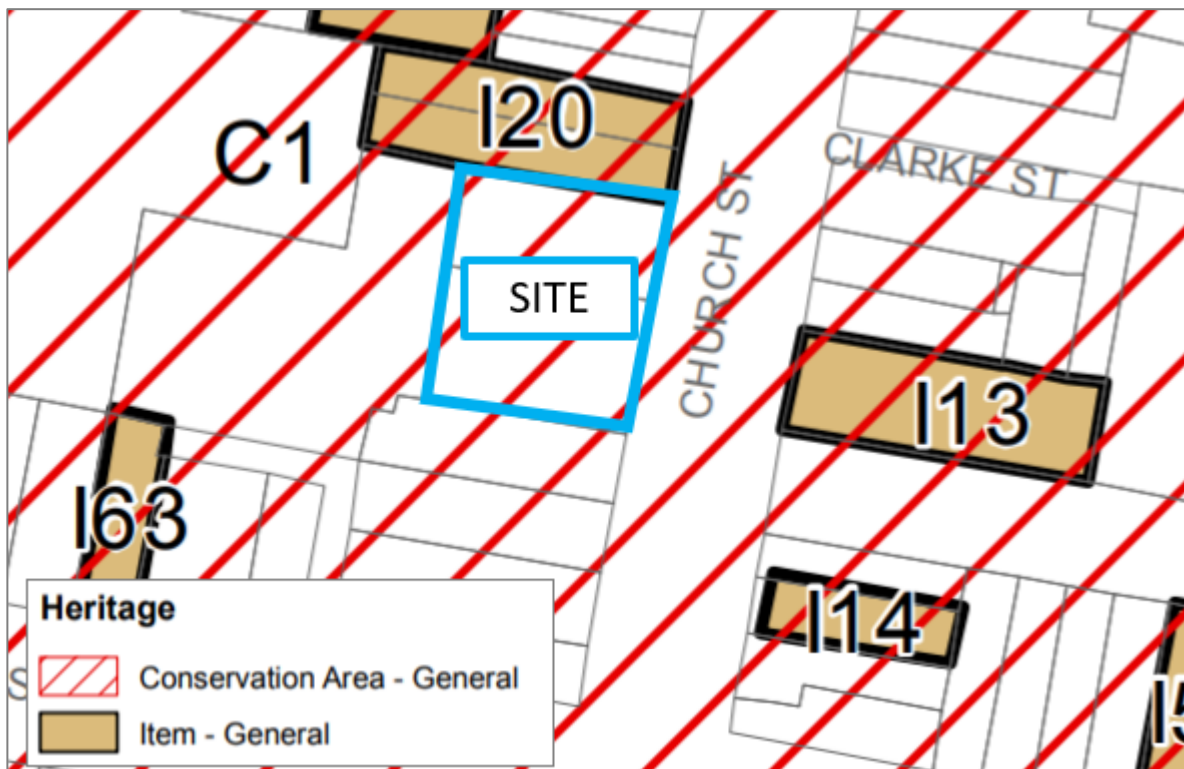 I20
C1
CLARKE ST
SITE
CHURCH ST
I13
I63
I14
Heritage
Conservation Area - General
Item - General